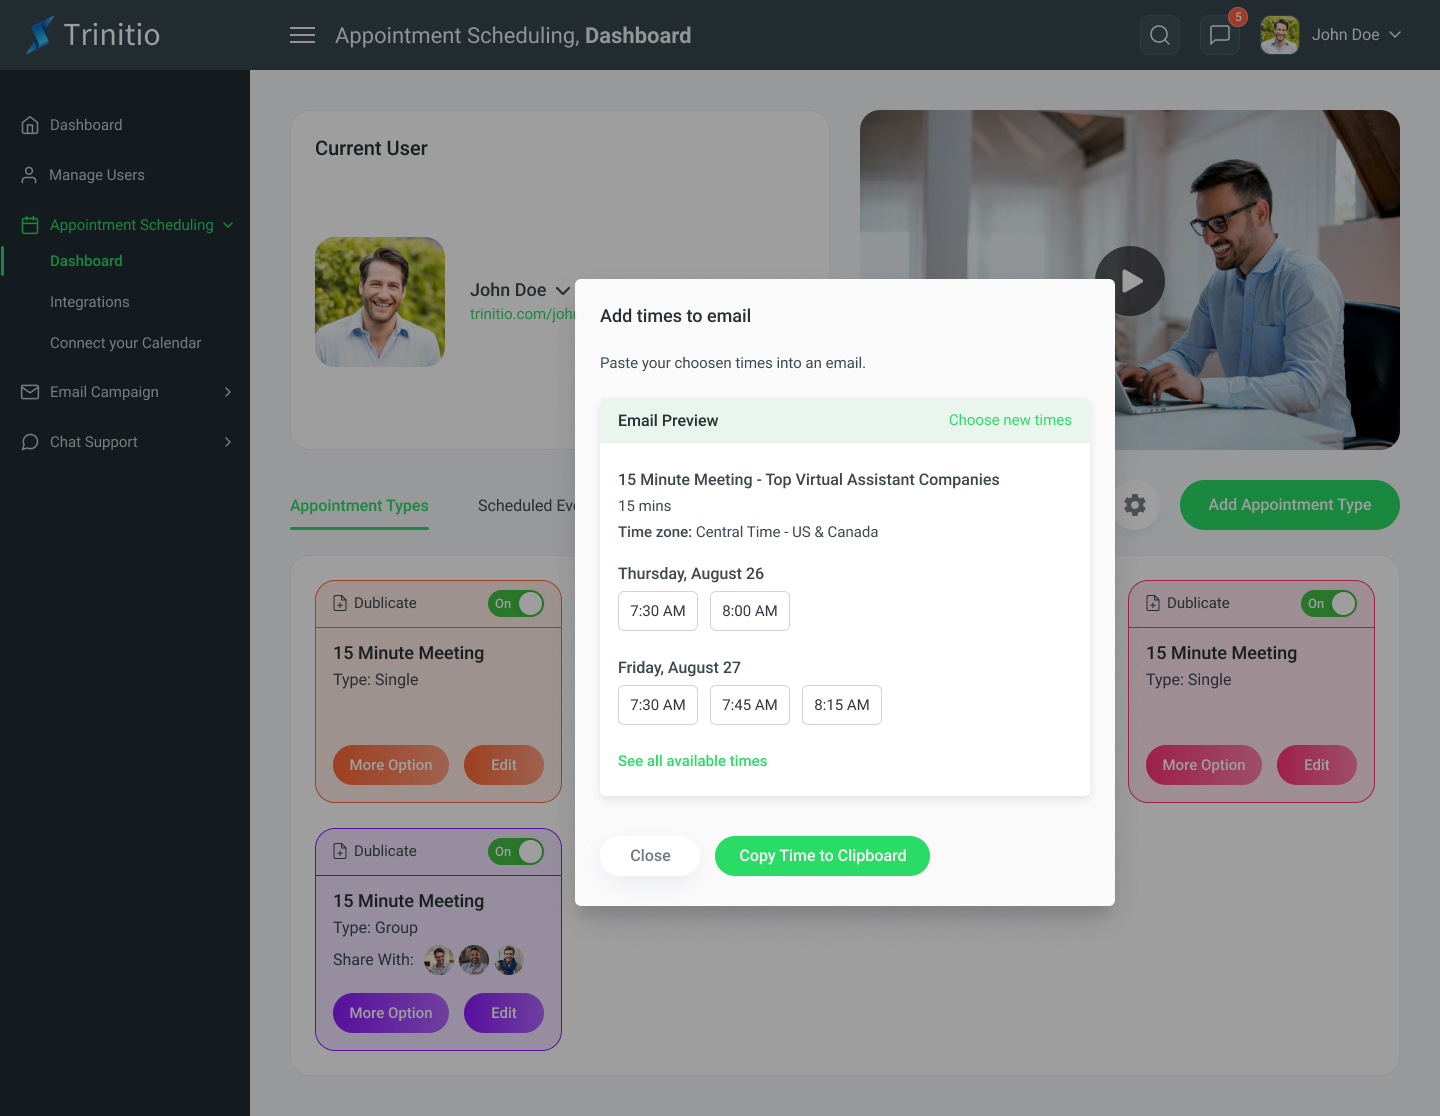 Trinitio
Appointment Scheduling, Dashboard
5
John Doe
Dashboard
Manage Users
Appointment Scheduling
Dashboard
Integrations
Connect your Calendar
Email Campaign
Chat Support
Current User
John Doe
trinitio.com/joh
Appointment Types
Scheduled Eve
Add Appointment Type
Dublicate
On
15 Minute Meeting
Type: Single
More Option
Edit
Dublicate
On
15 Minute Meeting
Type: Group
Share With:
More Option
Edit
Add times to email
Paste your choosen times into an email.
Email Preview
Choose new times
15 Minute Meeting - Top Virtual Assistant Companies
15 mins
Time zone: Central Time - US & Canada
Thursday, August 26
7:30 AM
8:00 AM
Friday, August 27
7:30 AM
7:45 AM
8:15 AM
See all available times
Close
Copy Time to Clipboard
Dublicate
On
15 Minute Meeting
Type: Single
More Option
Edit